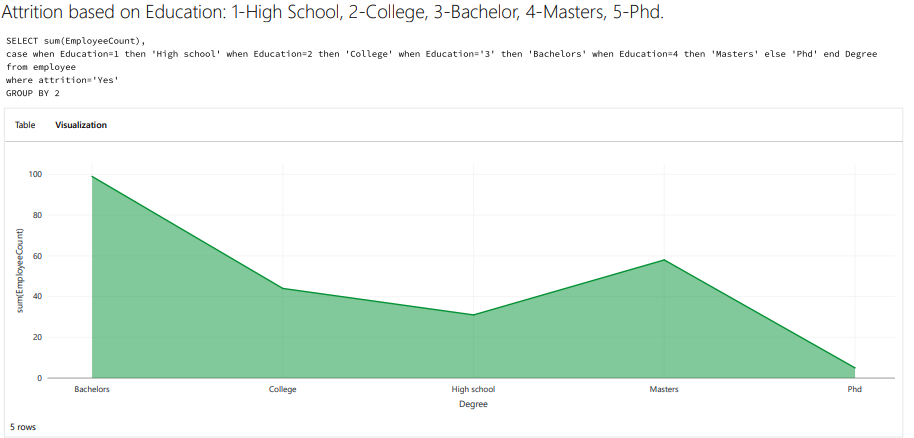 Attrition based on Education: 1-High School, 2-College, 3-Bachelor, 4-Masters, 5-Phd.
SELECT sum(EmployeeCount),
case when Education=1 then 'High school' when Education=2 then 'College' when Education='3' then 'Bachelors' when Education=4 then 'Masters' else 'Phd' end Degree
from employee
where attrition='Yes'
GROUP BY 2
Table Visualization
100
80
60
40
20
0
sum(EmployeeCount)
Bachelors College High school Masters Phd
Degree
5 rows